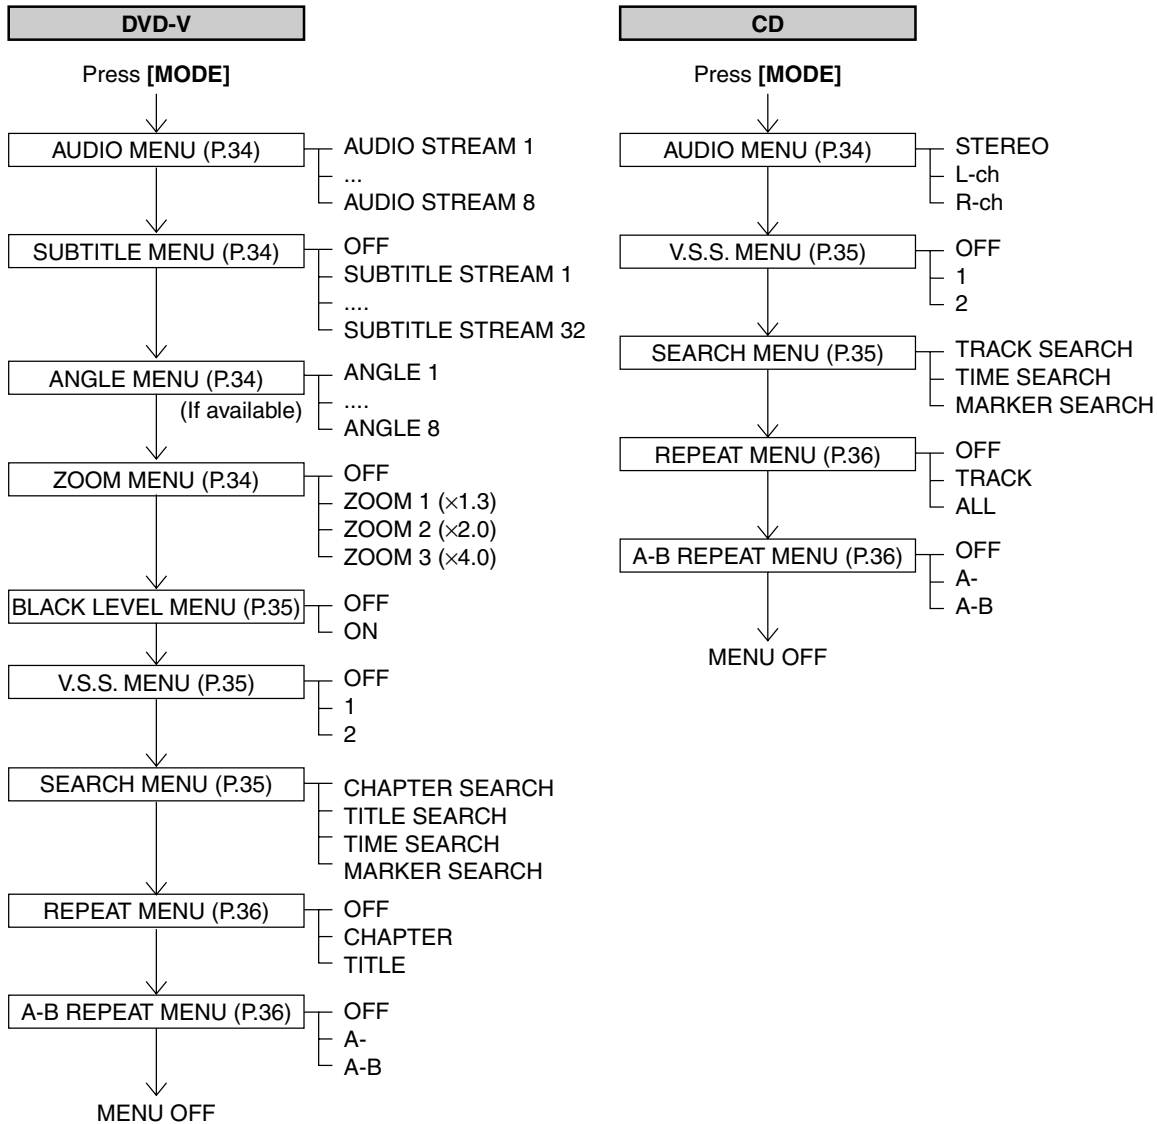 DVD-V
Press [MODE]
AUDIO MENU (P.34)
AUDIO STREAM 1
...
AUDIO STREAM 8
SUBTITLE MENU (P.34)
OFF
SUBTITLE STREAM 1
....
SUBTITLE STREAM 32
ANGLE MENU (P.34)
(If available)
ANGLE 1
....
ANGLE 8
ZOOM MENU (P.34)
OFF
ZOOM 1 (×1.3)
ZOOM 2 (×2.0)
ZOOM 3 (×4.0)
BLACK LEVEL MENU (P.35)
OFF
ON
V.S.S. MENU (P.35)
OFF
1
2
SEARCH MENU (P.35)
CHAPTER SEARCH
TITLE SEARCH
TIME SEARCH
MARKER SEARCH
REPEAT MENU (P.36)
OFF
CHAPTER
TITLE
A-B REPEAT MENU (P.36)
OFF
A-
A-B
MENU OFF
CD
Press [MODE]
AUDIO MENU (P.34)
STEREO
L-ch
R-ch
V.S.S. MENU (P.35)
OFF
1
2
SEARCH MENU (P.35)
TRACK SEARCH
TIME SEARCH
MARKER SEARCH
REPEAT MENU (P.36)
OFF
TRACK
ALL
A-B REPEAT MENU (P.36)
OFF
A-
A-B
MENU OFF